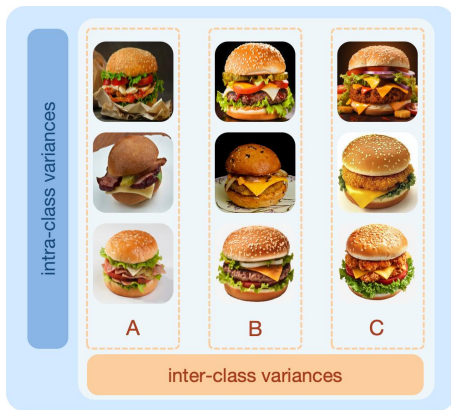 intra-class variances
A
B
C
inter-class variances